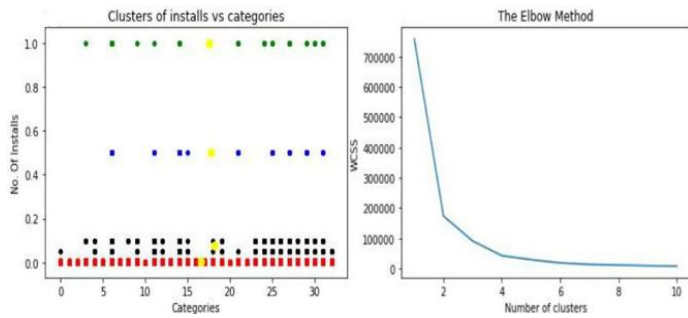 Clusters of installs vs categories
No. Of Installs
1.0
0.8
0.6
0.4
0.2
0.0
0 5 10 15 20 25 30
Categories
The Elbow Method
WCSS
700000
600000
500000
400000
300000
200000
100000
0
2 4 6 8 10
Number of clusters